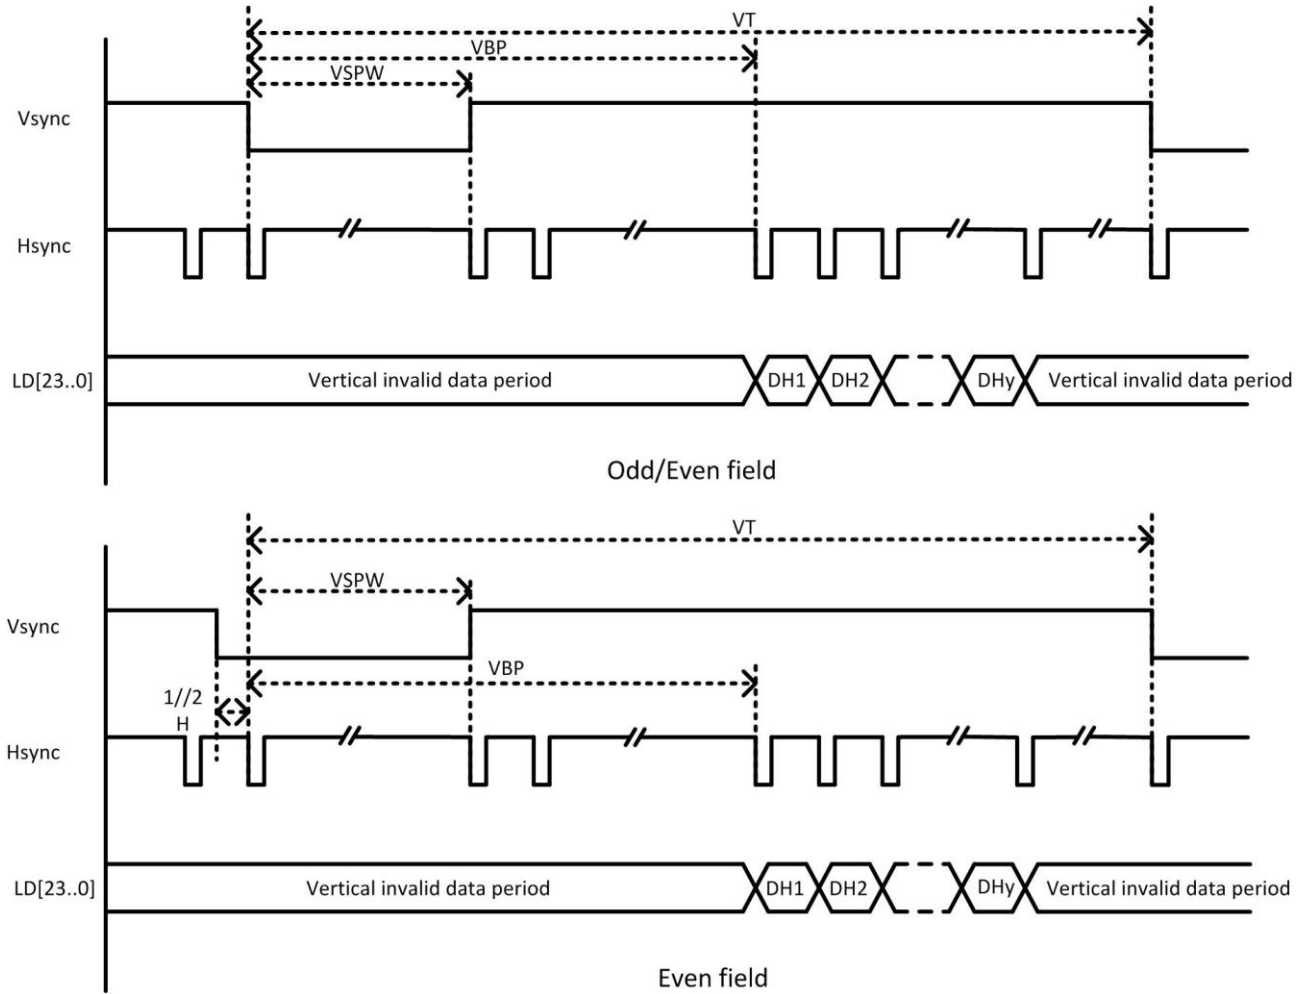 VT
VBP
VSPW
Vsync
Hsync
LD[23..0]
Vertical invalid data period
DH1
DH2
DHy
Vertical invalid data period
Odd/Even field
VT
VSPW
Vsync
VBP
1//2
H
Hsync
LD[23..0]
Vertical invalid data period
DH1
DH2
DHy
Vertical invalid data period
Even field